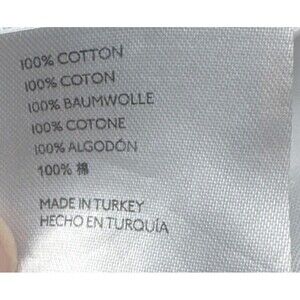 100% COTTON
100% COTON
100% BAUMWOLLE
100% COTONE
100% ALGODÓN
100% 棉
MADE IN TURKEY
HECHO EN TURQUÍA